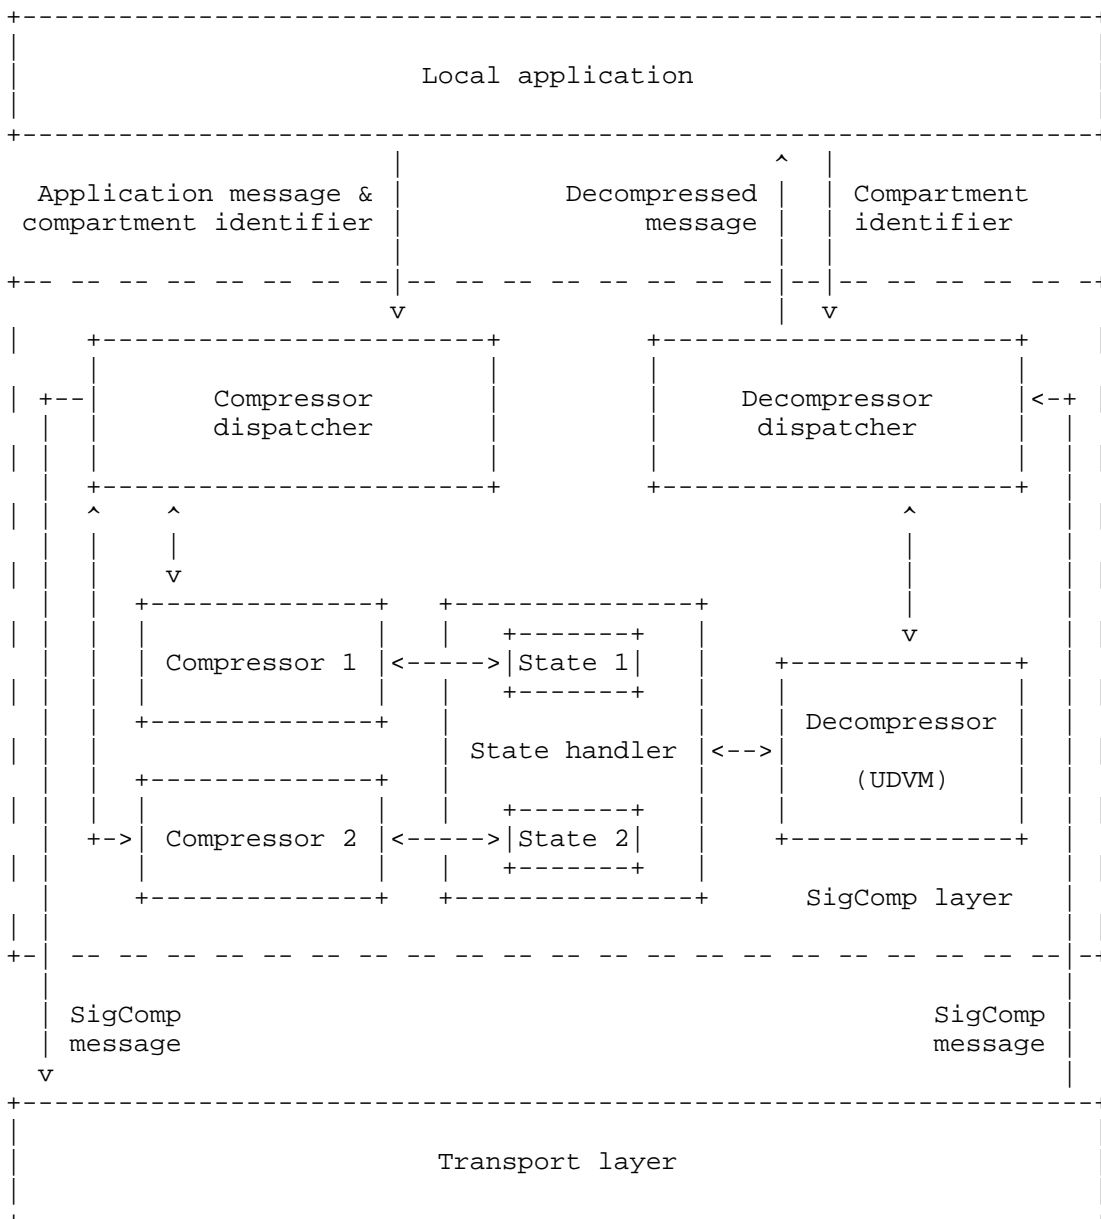 Local application
Application message & Decompressed Compartment
compartment identifier message identifier
Compressor Decompressor
dispatcher dispatcher
Compressor 1 State 1
Decompressor
State handler
(UDVM)
Compressor 2 State 2
SigComp layer
SigComp SigComp
message message
Transport layer